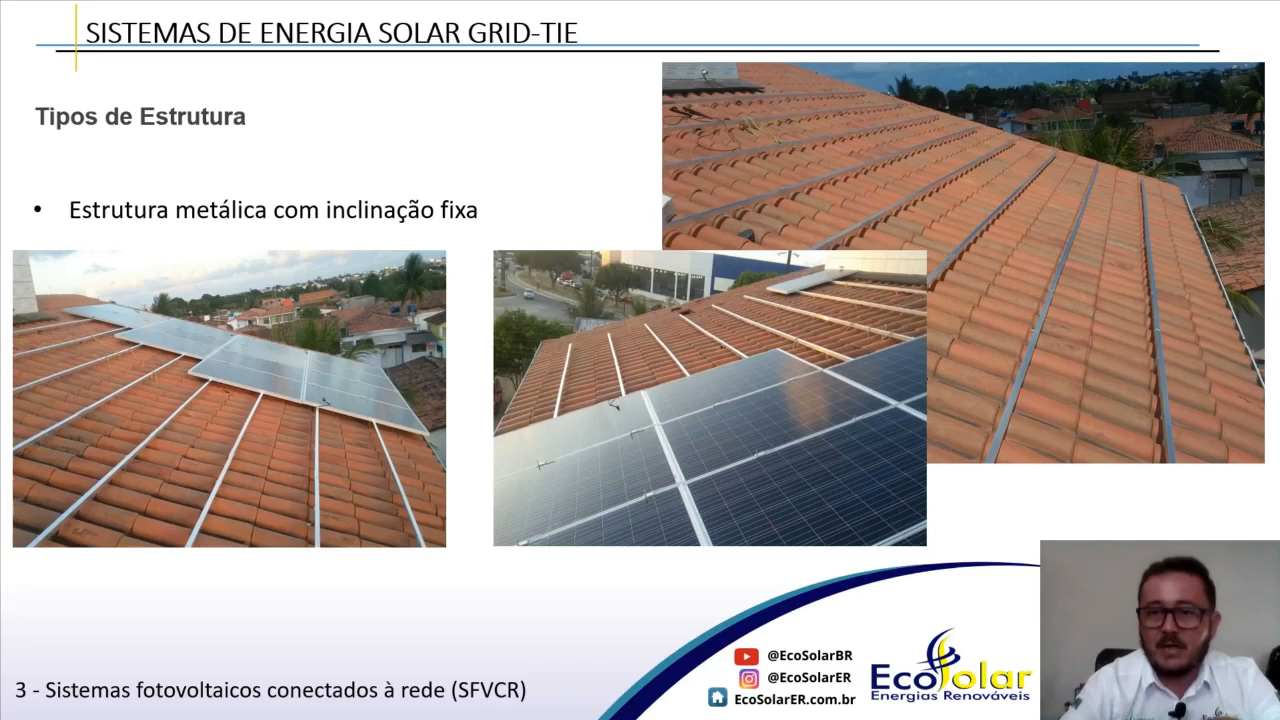 SISTEMAS DE ENERGIA SOLAR GRID-TIE
Tipos de Estrutura
• Estrutura metálica com inclinação fixa
@EcoSolarBR
@EcoSolarER
EcoSolarER.com.br
EcoSolar
Energias Renováveis
3 - Sistemas fotovoltaicos conectados à rede (SFVCR)